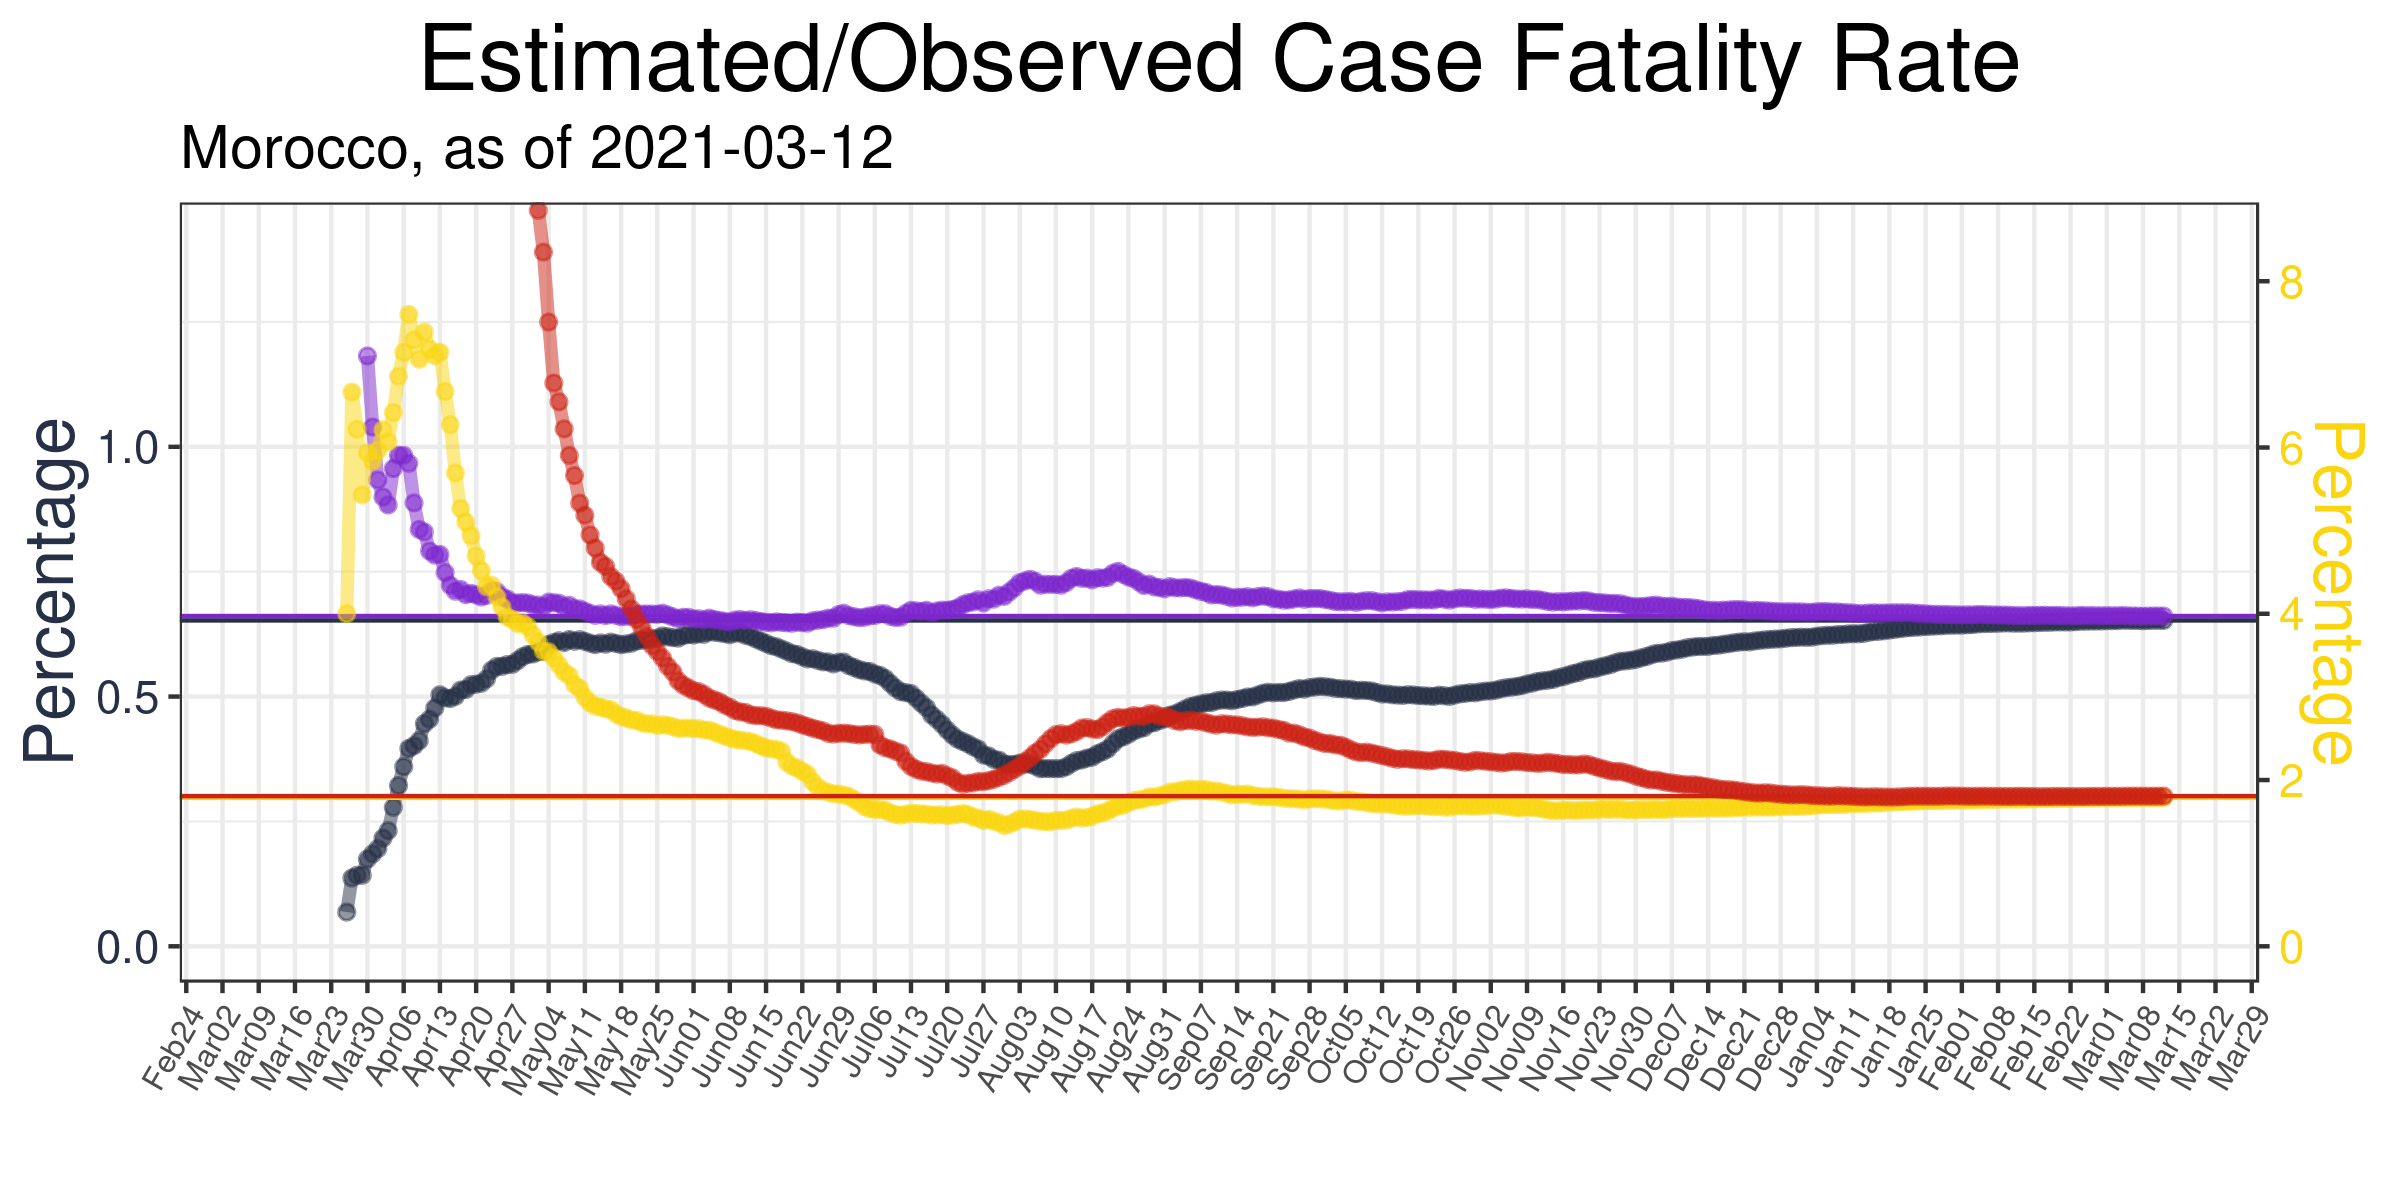 Estimated/Observed Case Fatality Rate
Morocco, as of 2021-03-12
Percentage
1.0
0.5
0.0
8
6
4
2
0
Percentage
Feb24 Mar02 Mar09 Mar16 Mar23 Mar30 Apr06 Apr13 Apr20 Apr27 May04 May11 May18 May25 Jun01 Jun08 Jun15 Jun22 Jun29 Jul06 Jul13 Jul20 Jul27 Aug03 Aug10 Aug17 Aug24 Aug31 Sep07 Sep14 Sep21 Sep28 Oct05 Oct12 Oct19 Oct26 Nov02 Nov09 Nov16 Nov23 Nov30 Dec07 Dec14 Dec21 Dec28 Jan04 Jan11 Jan18 Jan25 Feb01 Feb08 Feb15 Feb22 Mar01 Mar08 Mar15 Mar22 Mar29